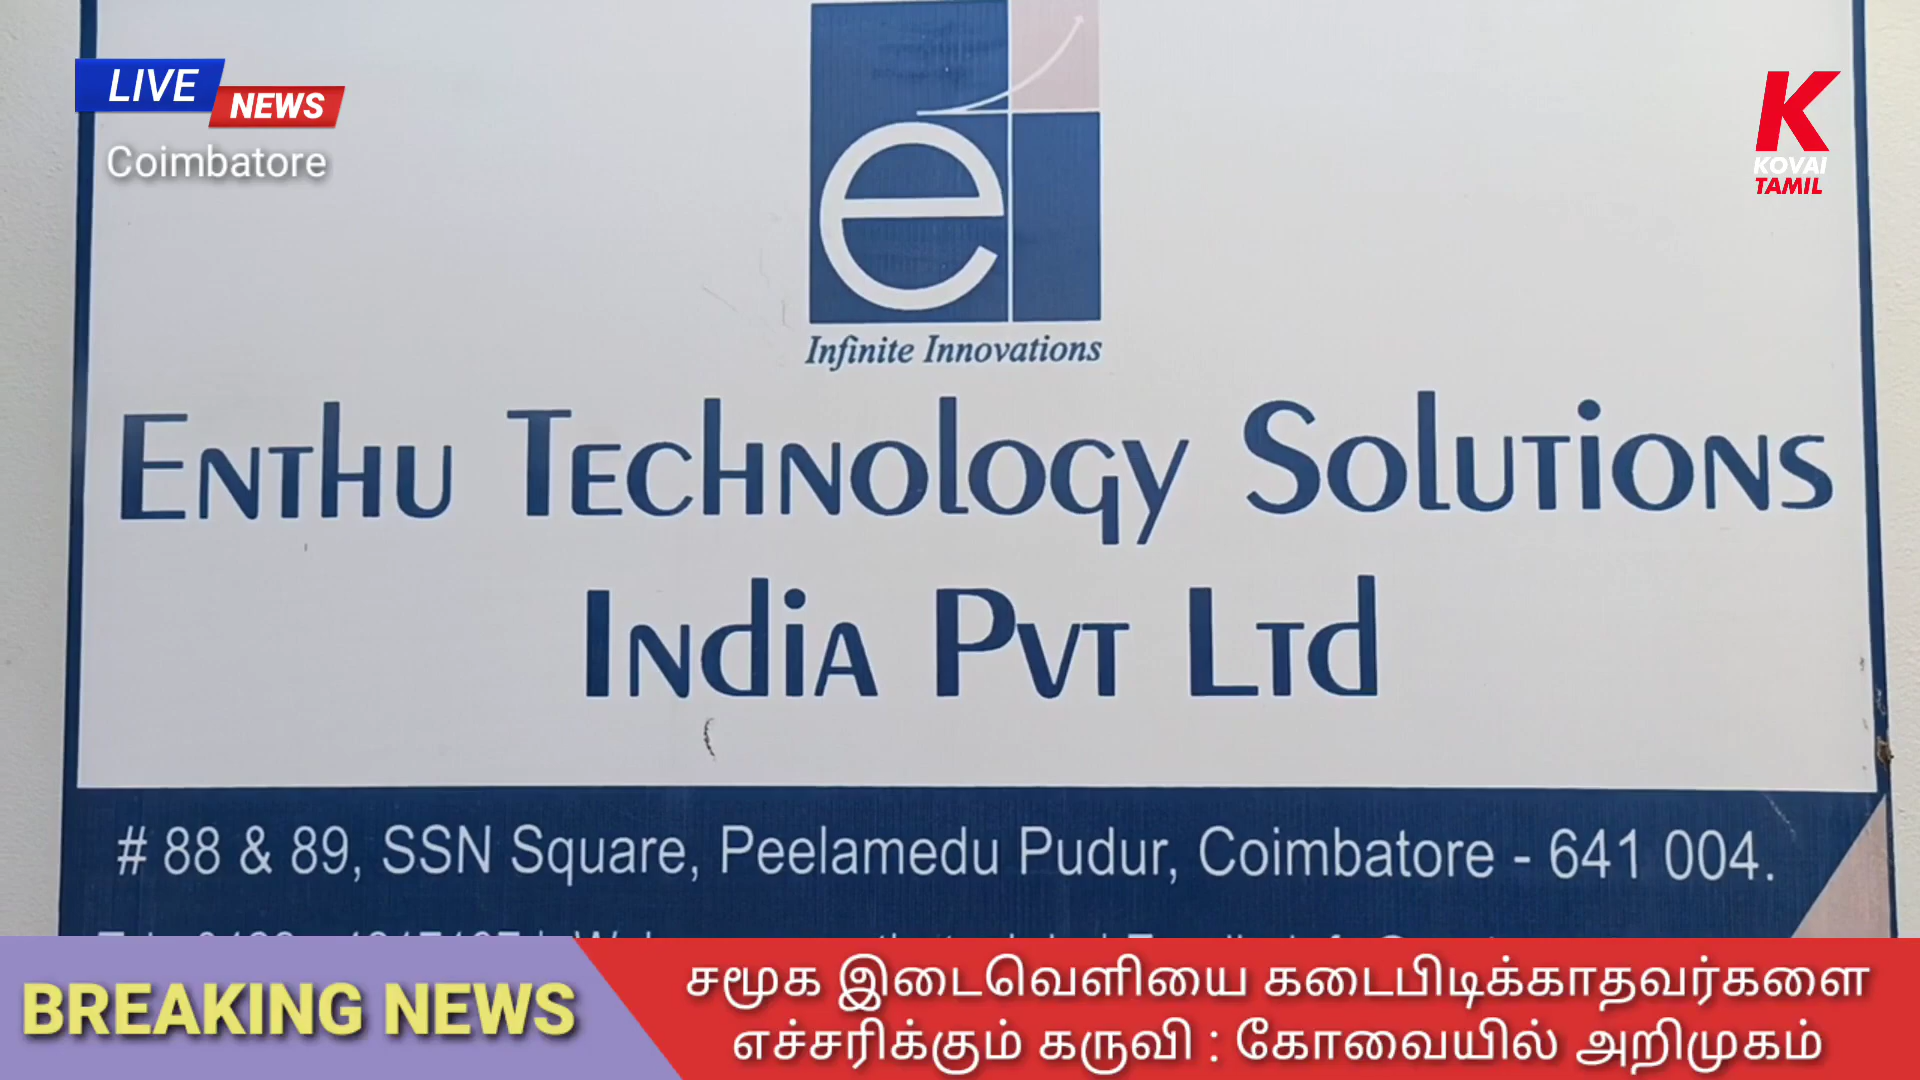 LIVE
NEWS
Coimbatore
K
KOVAI
TAMIL
e
Infinite Innovations
Enthu Technology Solutions
India Pvt Ltd
# 88 & 89, SSN Square, Peelamedu Pudur, Coimbatore - 641 004.
BREAKING NEWS
சமூக இடைவெளியை கடைபிடிக்காதவர்களை
எச்சரிக்கும் கருவி : கோவையில் அறிமுகம்